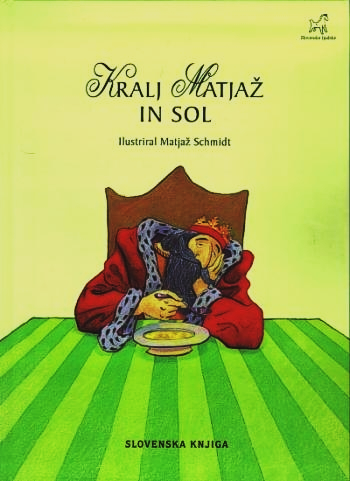 Kralj Matjaž
in sol
Ilustriral Matjaž Schmidt
SLOVENSKA KNJIGA